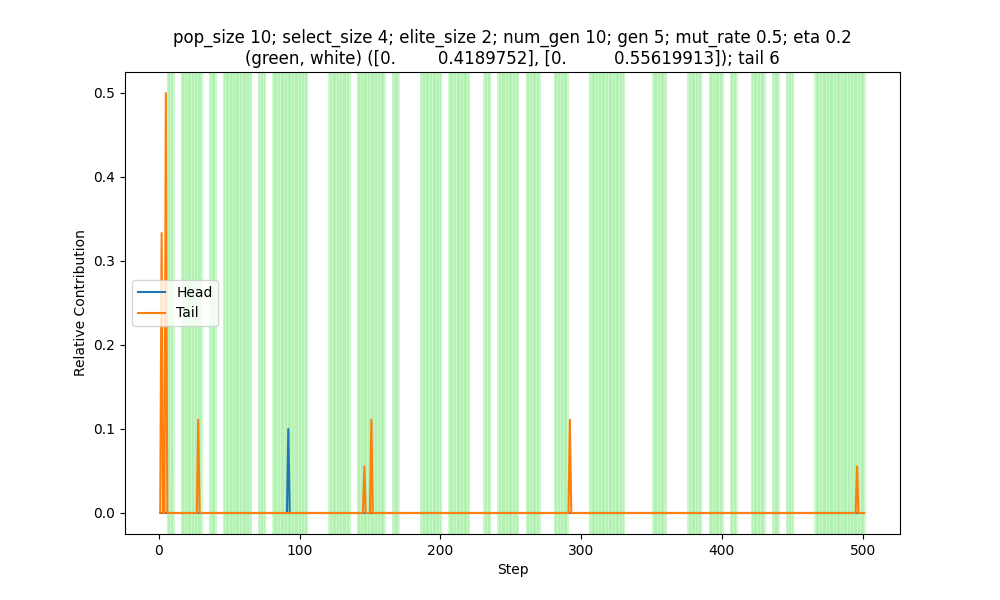 pop_size 10; select_size 4; elite_size 2; num_gen 10; gen 5; mut_rate 0.5; eta 0.2
(green, white) ([0.         0.4189752], [0.         0.55619913]); tail 6
0.5
0.4
0.3
0.2
0.1
0.0
Relative Contribution
Head
Tail
0
100
200
300
400
500
Step